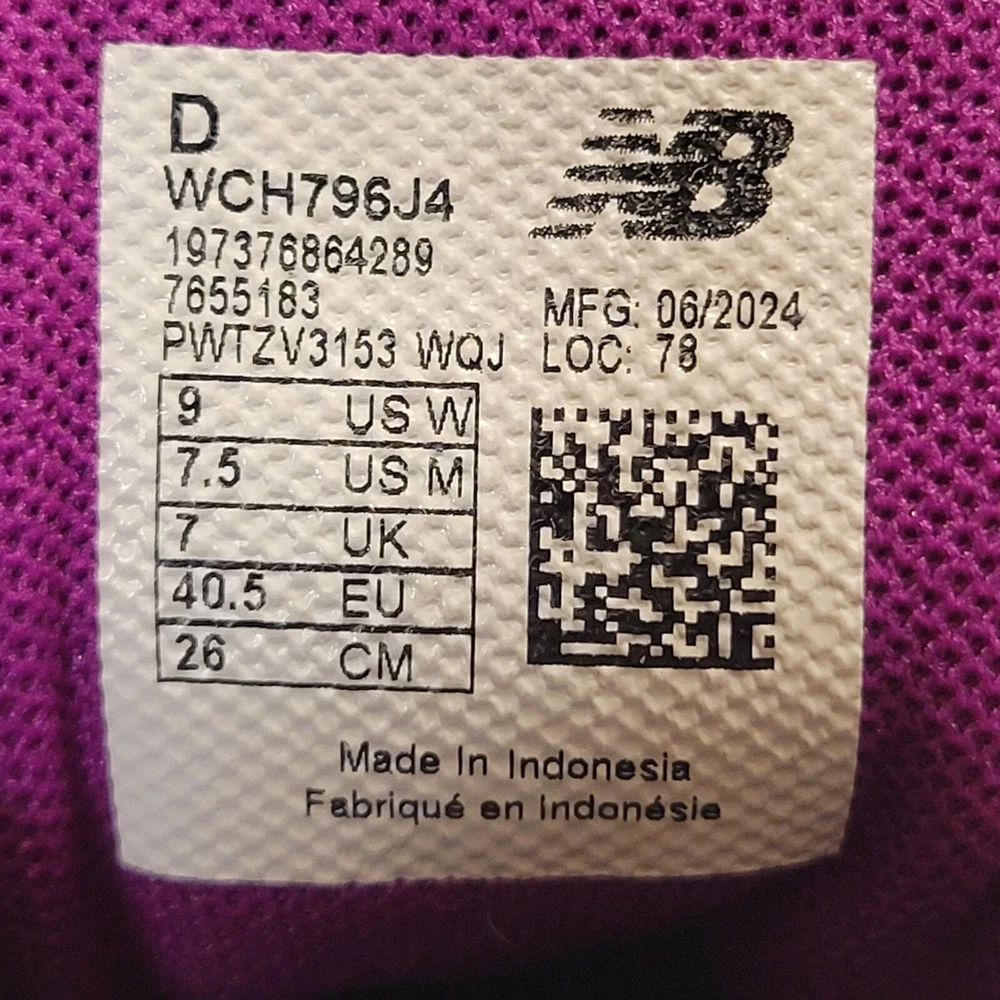 D
WCH796J4
197376864289
7655183
PWTZV3153 WQJ
NB
MFG: 06/2024
LOC: 78
9 US W
7.5 US M
7 UK
40.5 EU
26 CM
Made In Indonesia
Fabriqué en Indonésie